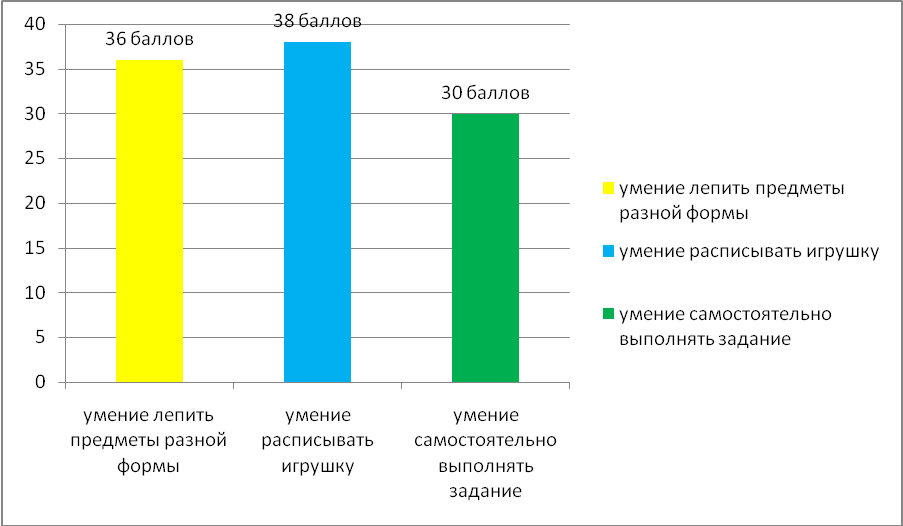 40
35
30
25
20
15
10
5
0
36 баллов
38 баллов
30 баллов
умение лепить
предметы разной
формы
умение
расписывать
игрушку
умение
самостоятельно
выполнять
задание
умение лепить предметы
разной формы
умение расписывать игрушку
умение самостоятельно
выполнять задание